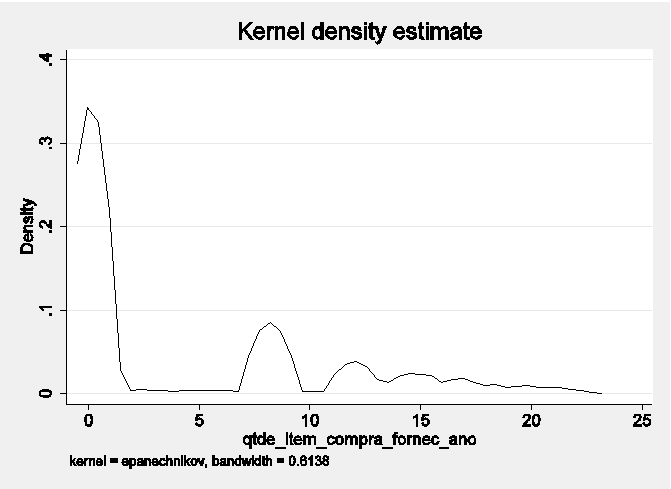 Kernel density estimate
.4
.3
.2
.1
0
Density
0 5 10 15 20 25
qtde_item_compra_fornec_ano
kernel = epanechnikov, bandwidth = 0.6138